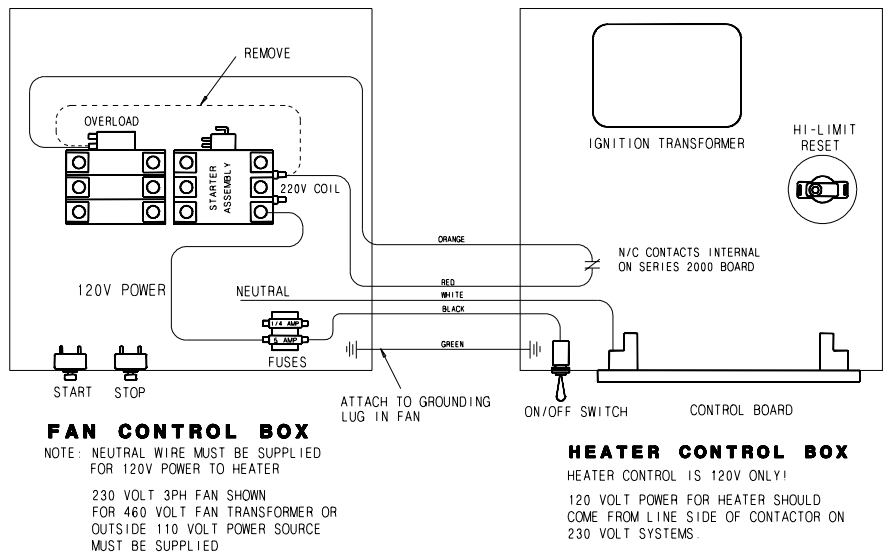 REMOVE
OVERLOAD
STARTER
ASSEMBLY
220V COIL
120V POWER
NEUTRAL
1/4 AMP
5 AMP
FUSES
START
STOP
ORANGE
RED
WHITE
BLACK
GREEN
ATTACH TO GROUNDING
LUG IN FAN
IGNITION TRANSFORMER
HI-LIMIT
RESET
N/C CONTACTS INTERNAL
ON SERIES 2000 BOARD
ON/OFF SWITCH
CONTROL BOARD
FAN CONTROL BOX
NOTE: NEUTRAL WIRE MUST BE SUPPLIED
FOR 120V POWER TO HEATER
230 VOLT 3PH FAN SHOWN
FOR 460 VOLT FAN TRANSFORMER OR
OUTSIDE 110 VOLT POWER SOURCE
MUST BE SUPPLIED
HEATER CONTROL BOX
HEATER CONTROL IS 120V ONLY!
120 VOLT POWER FOR HEATER SHOULD
COME FROM LINE SIDE OF CONTACTOR ON
230 VOLT SYSTEMS.